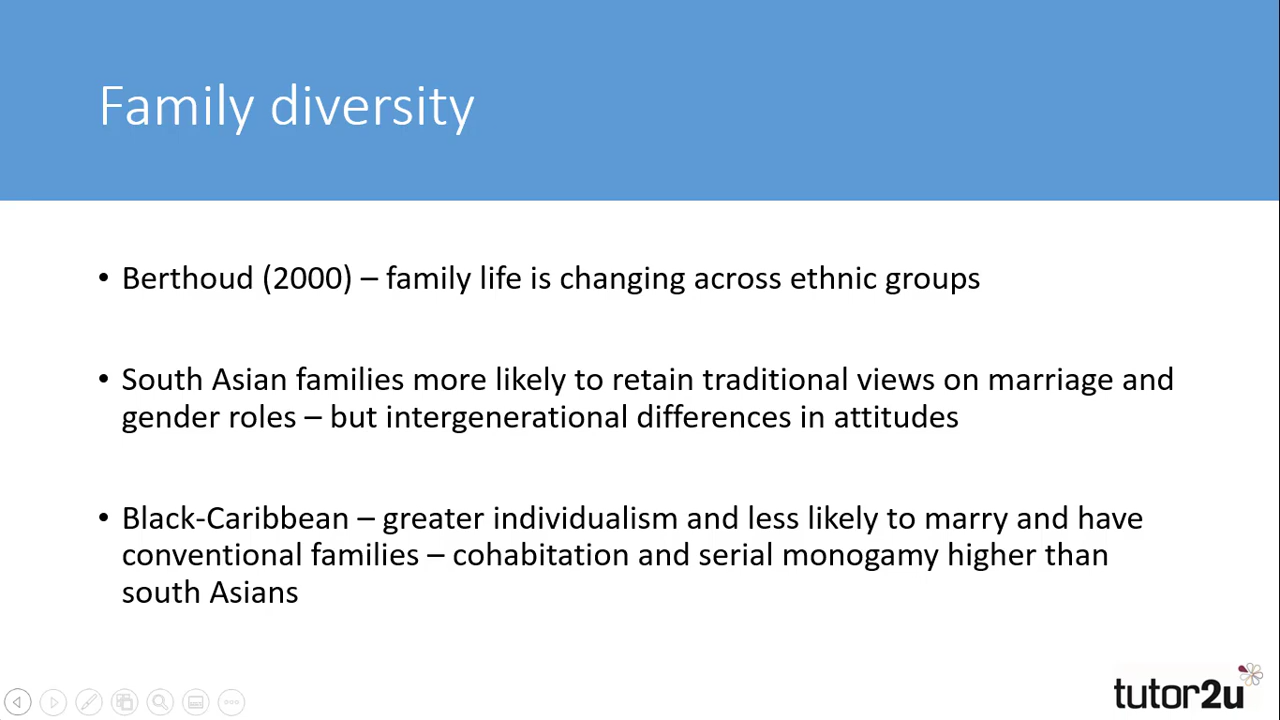 Family diversity
• Berthoud (2000) – family life is changing across ethnic groups
• South Asian families more likely to retain traditional views on marriage and
gender roles – but intergenerational differences in attitudes
• Black-Caribbean – greater individualism and less likely to marry and have
conventional families – cohabitation and serial monogamy higher than
south Asians
tutor2u